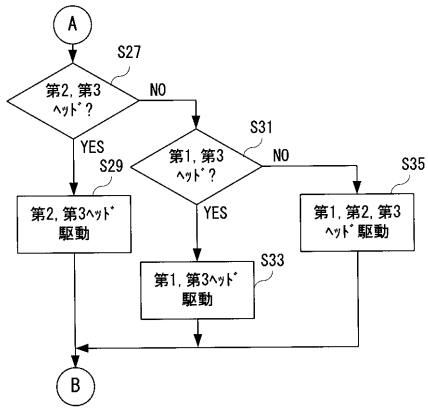 A
S27
第2, 第3
ヘッド?
NO
YES
S31
第1, 第3
ヘッド?
NO
YES
S29
第2, 第3ヘッド
駆動
S35
第1, 第2, 第3
ヘッド駆動
S33
第1, 第3ヘッド
駆動
B